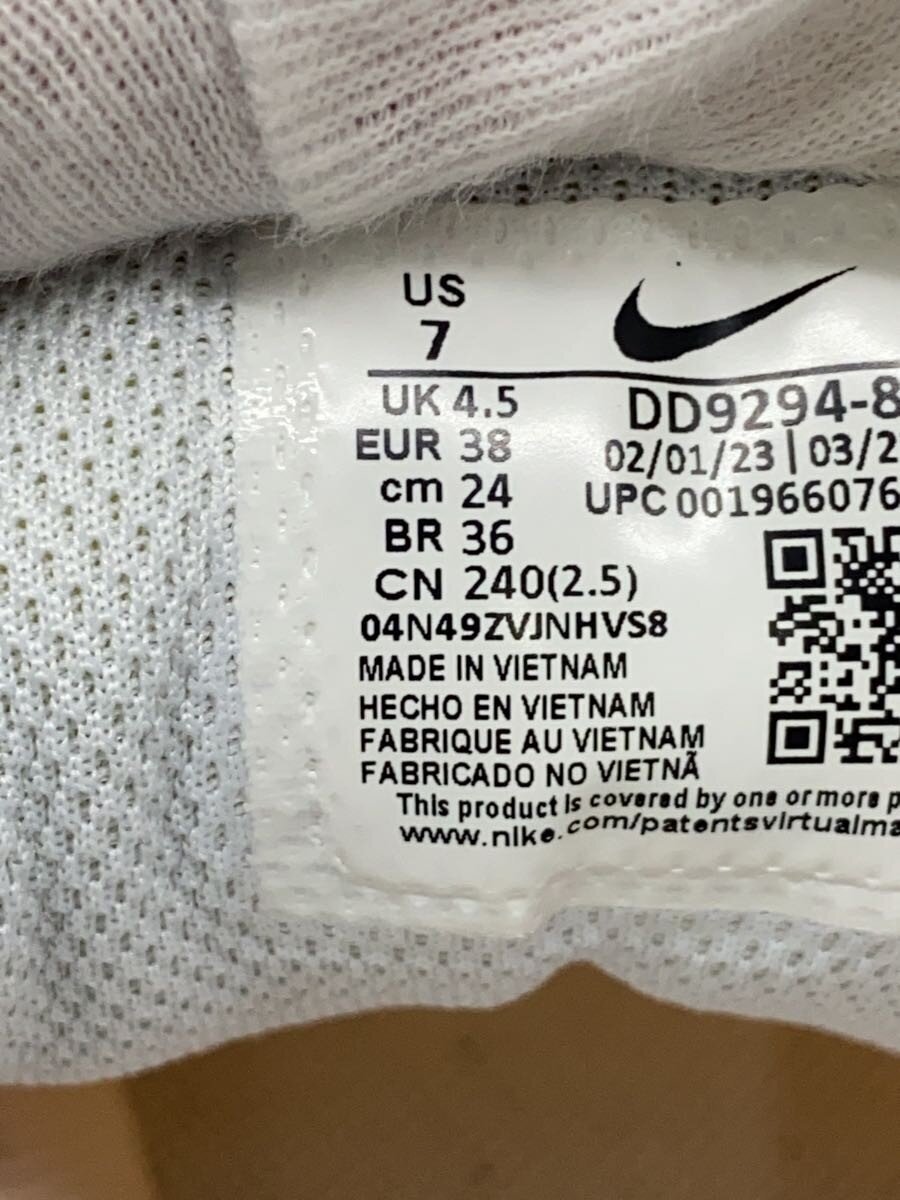 US
7
UK 4.5
EUR 38
cm 24
BR 36
CN 240(2.5)
DD9294-8
02/01/23 | 03/2
UPC 001966076
04N49ZVJNHVS8
MADE IN VIETNAM
HECHO EN VIETNAM
FABRIQUE AU VIETNAM
FABRICADO NO VIETNÃ
This product is covered by one or more p
www.nike.com/patentsvirtualma